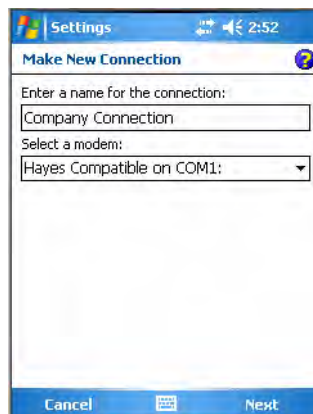 Settings 2:52
Make New Connection
Enter a name for the connection:
Company Connection
Select a modem:
Hayes Compatible on COM1:
Cancel Next